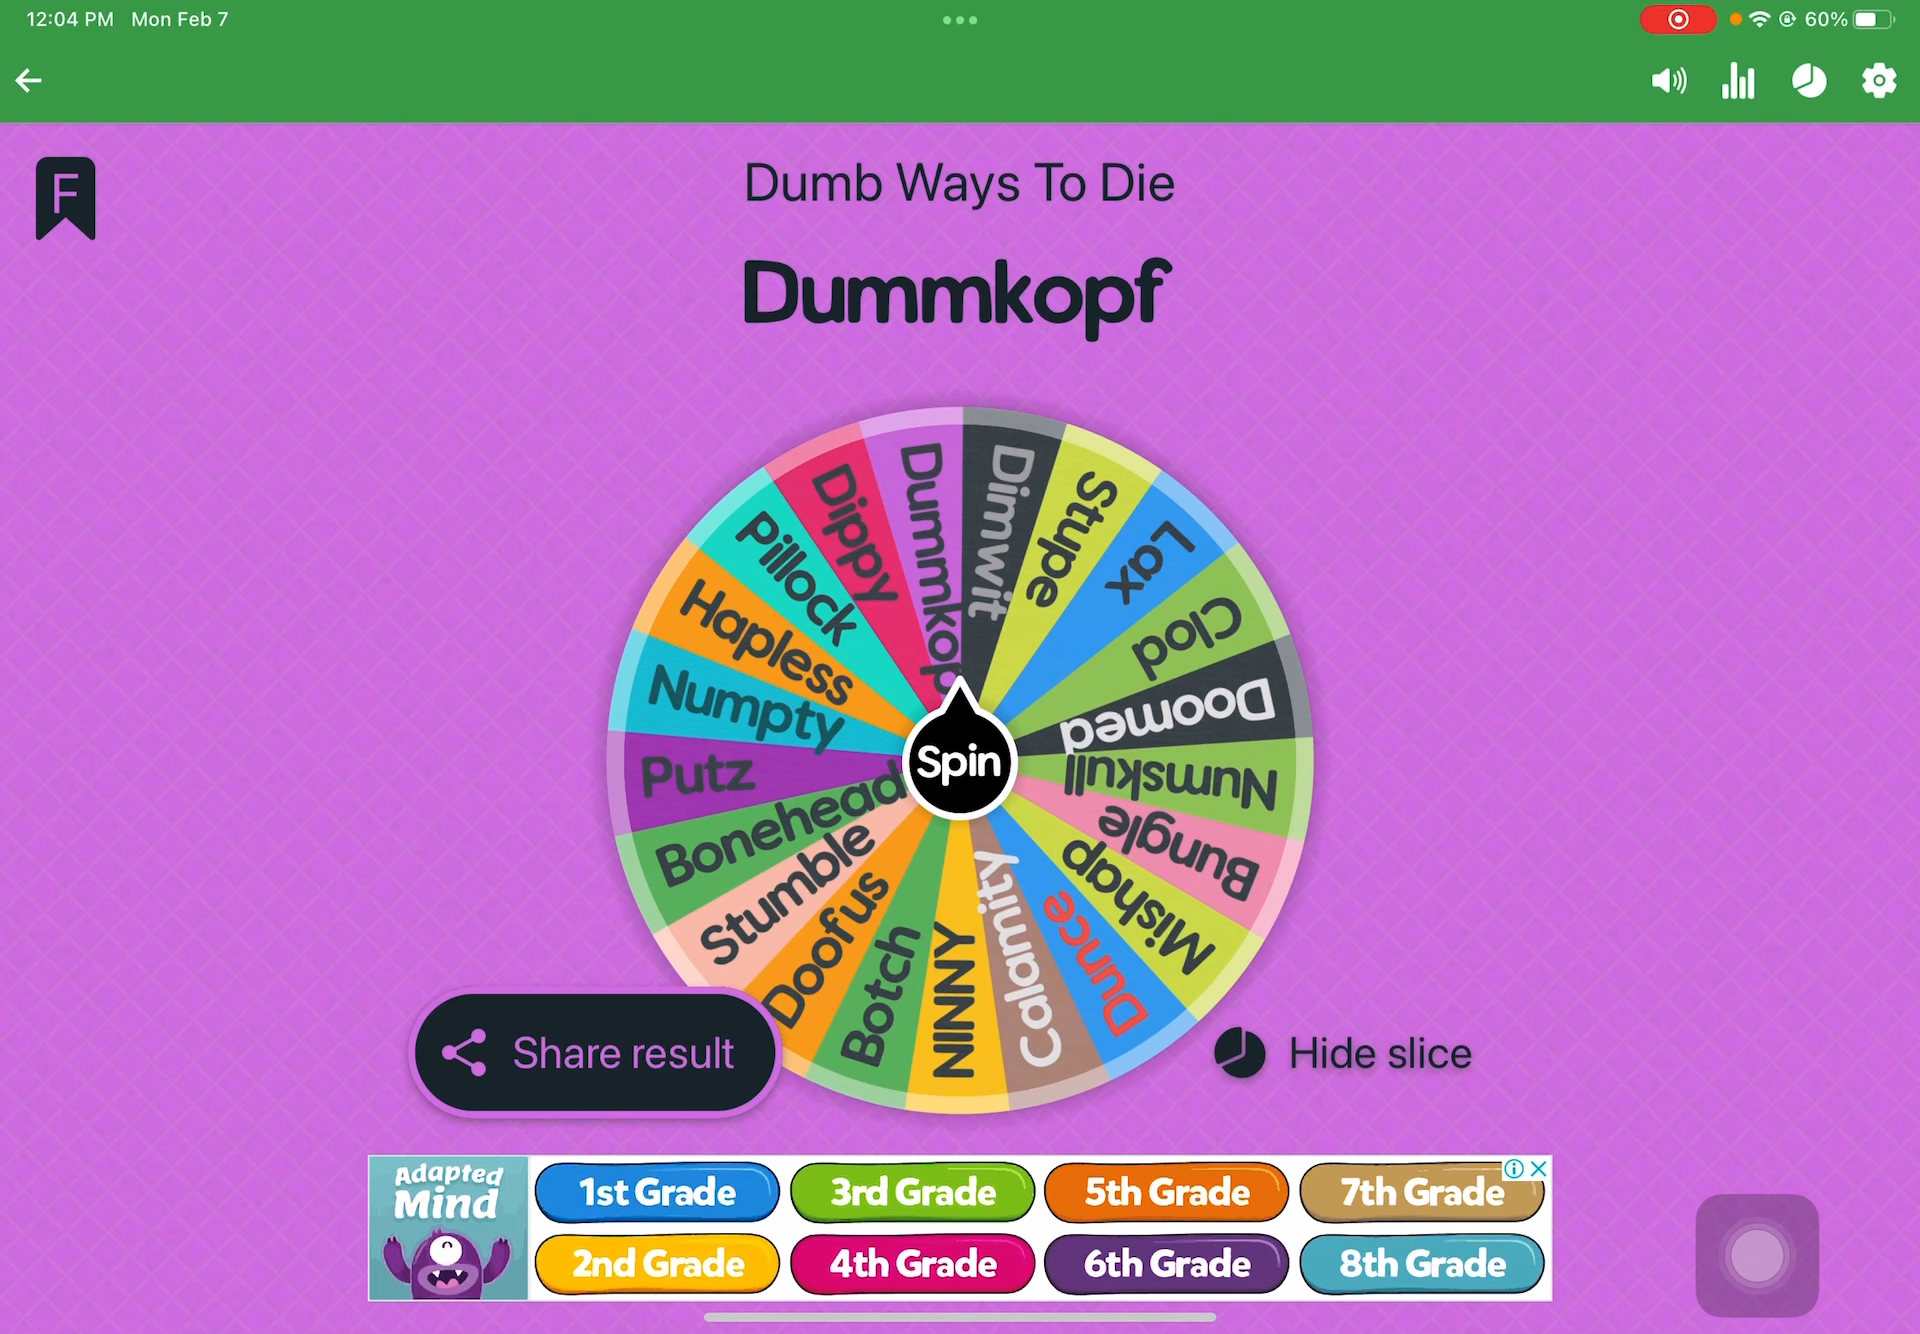 12:04 PM Mon Feb 7
60%
F
Dumb Ways To Die
Dummkopf
Dimwit
Stupe
Lax
Clod
Doomed
Numskull
Bungle
Mishap
Dunce
Calamity
NINNY
Botch
Doofus
Stumble
Bonehead
Putz
Numpty
Hapless
Pillock
Dippy
Dummkop
Spin
Share result
Hide slice
Adapted
Mind
1st Grade
3rd Grade
5th Grade
7th Grade
2nd Grade
4th Grade
6th Grade
8th Grade